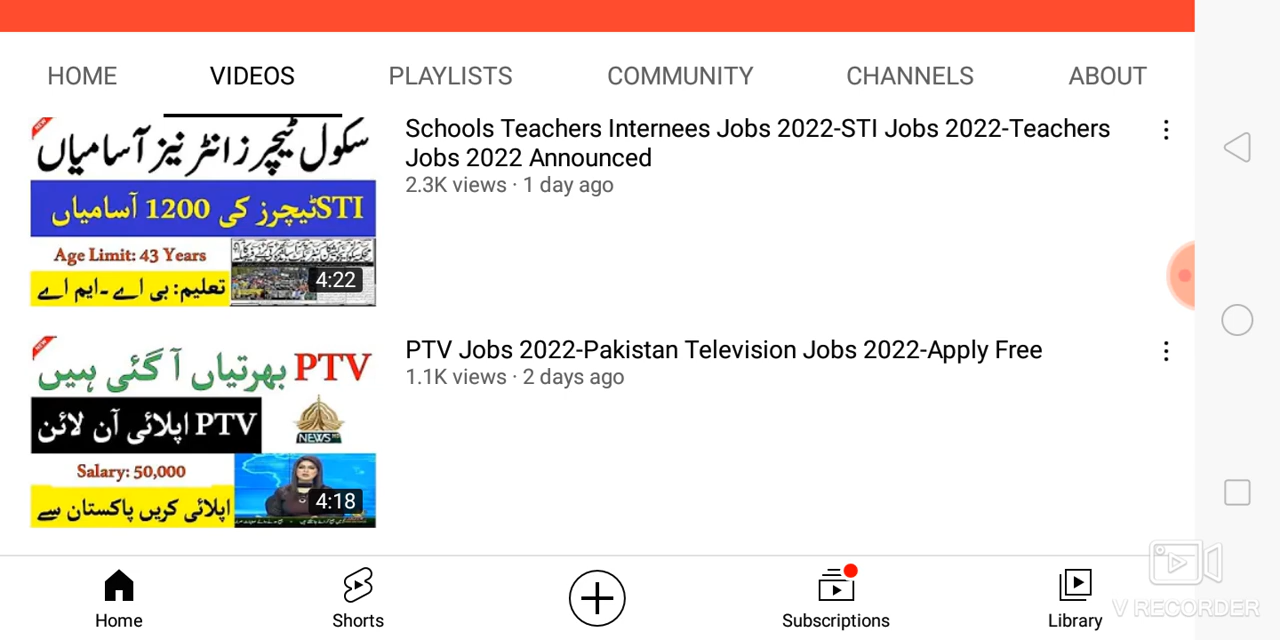 HOME VIDEOS PLAYLISTS COMMUNITY CHANNELS ABOUT
NEW
سکول ٹیچرز انٹرنیز آسامیاں
STIٹیچرز کی 1200 آسامیاں
Age Limit: 43 Years
تعلیم: بی اے ۔ ایم اے
4:22
Schools Teachers Internees Jobs 2022-STI Jobs 2022-Teachers
Jobs 2022 Announced
2.3K views · 1 day ago
NEW
PTV بھرتیاں آ گئی ہیں
PTV اپلائی آن لائن
NEWS
Salary: 50,000
اپلائی کریں پاکستان سے
4:18
PTV Jobs 2022-Pakistan Television Jobs 2022-Apply Free
1.1K views · 2 days ago
Home Shorts Subscriptions Library
V RECORDER